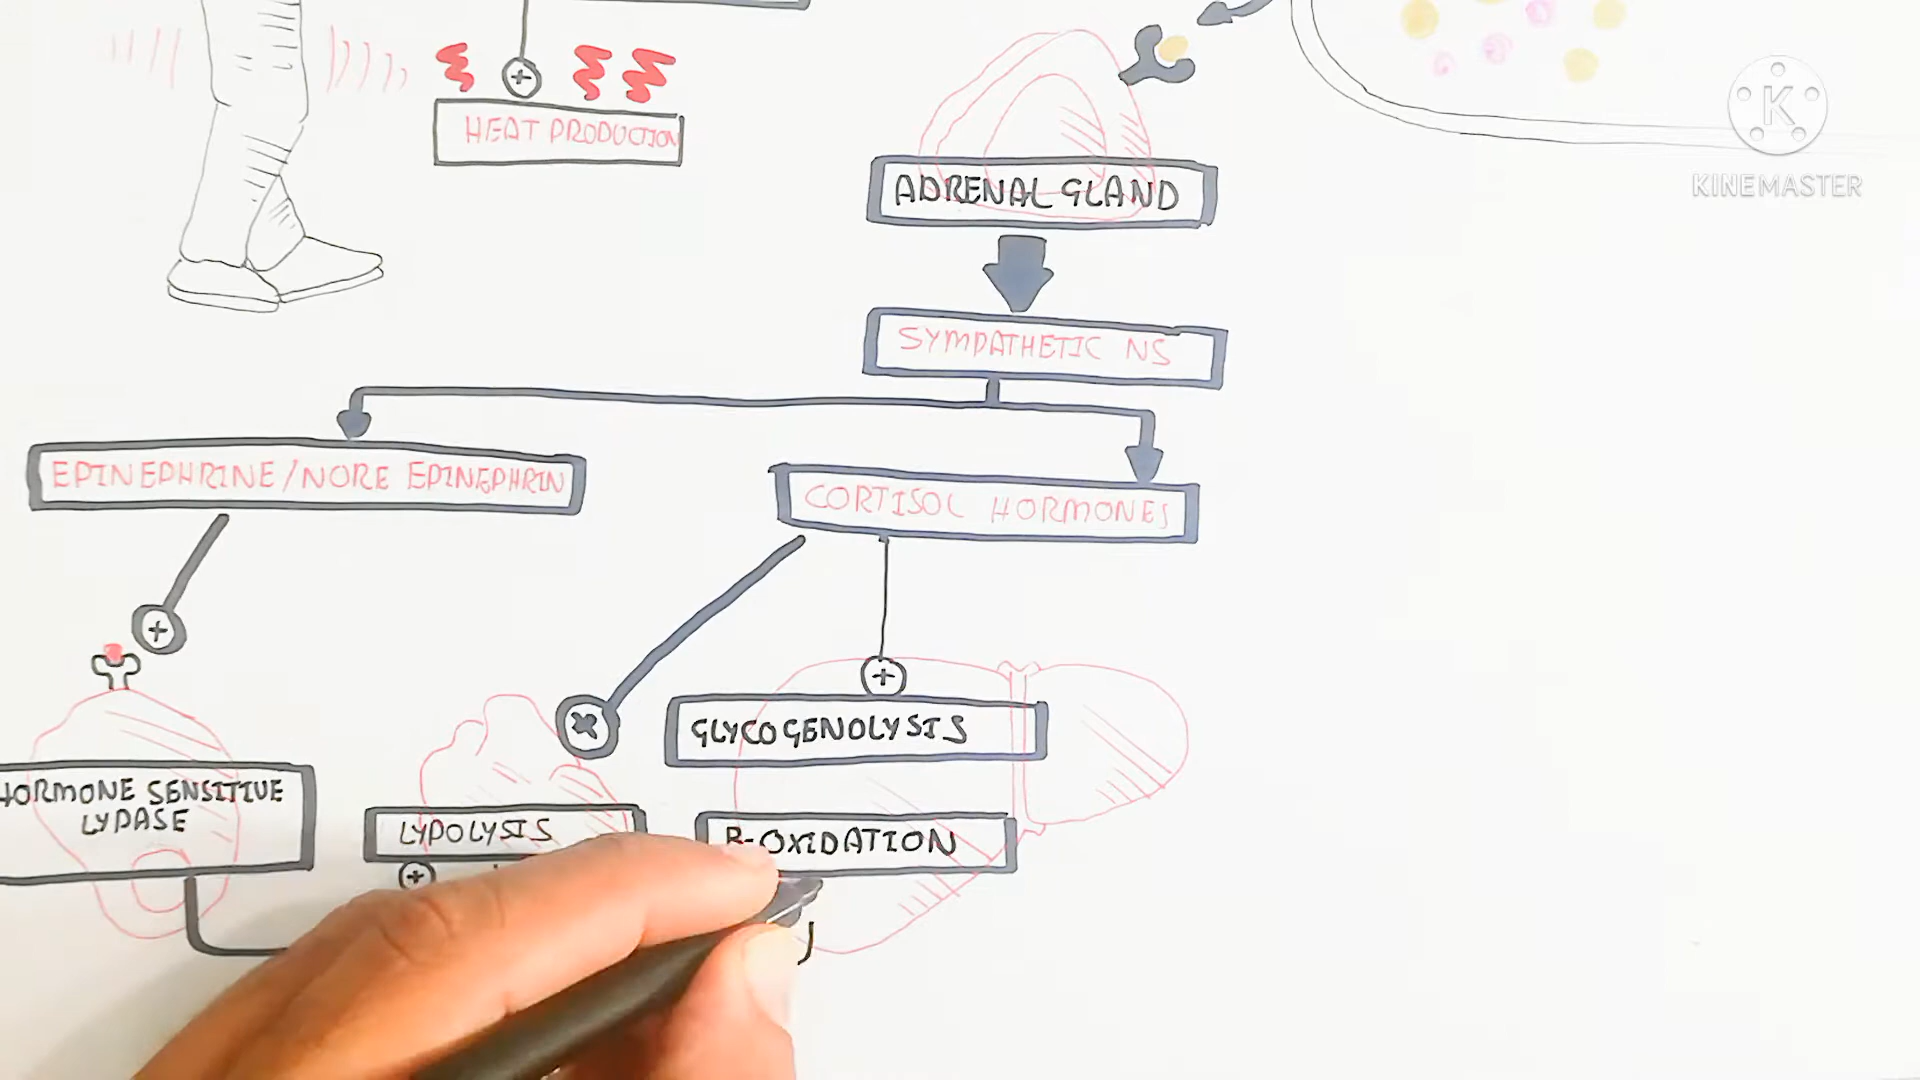 HEAT PRODUCTION
K
KINEMASTER
ADRENAL GLAND
SYMPATHETIC NS
EPINEPHRINE/NORE EPINEPHRIN
CORTISOL HORMONES
GLYCOGENOLYSIS
HORMONE SENSITIVE
LYPASE
LYPOLYSIS
B-OXIDATION